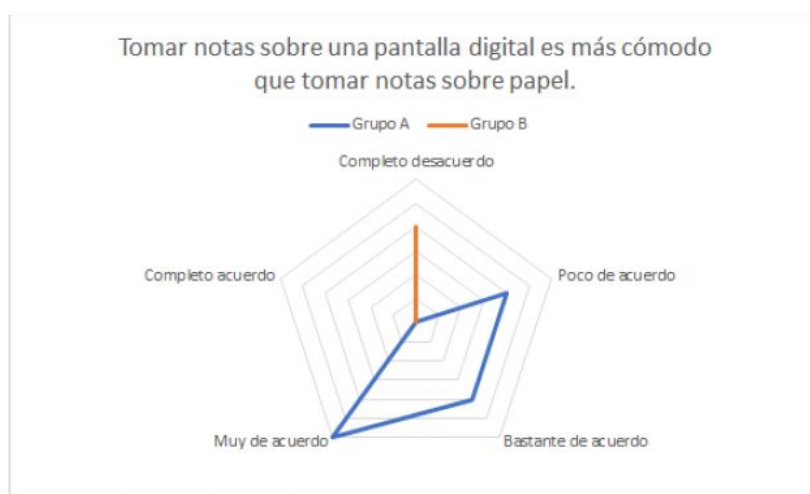 Tomar notas sobre una pantalla digital es más cómodo
que tomar notas sobre papel.
Grupo A Grupo B
Completo desacuerdo
Completo acuerdo Poco de acuerdo
Muy de acuerdo Bastante de acuerdo